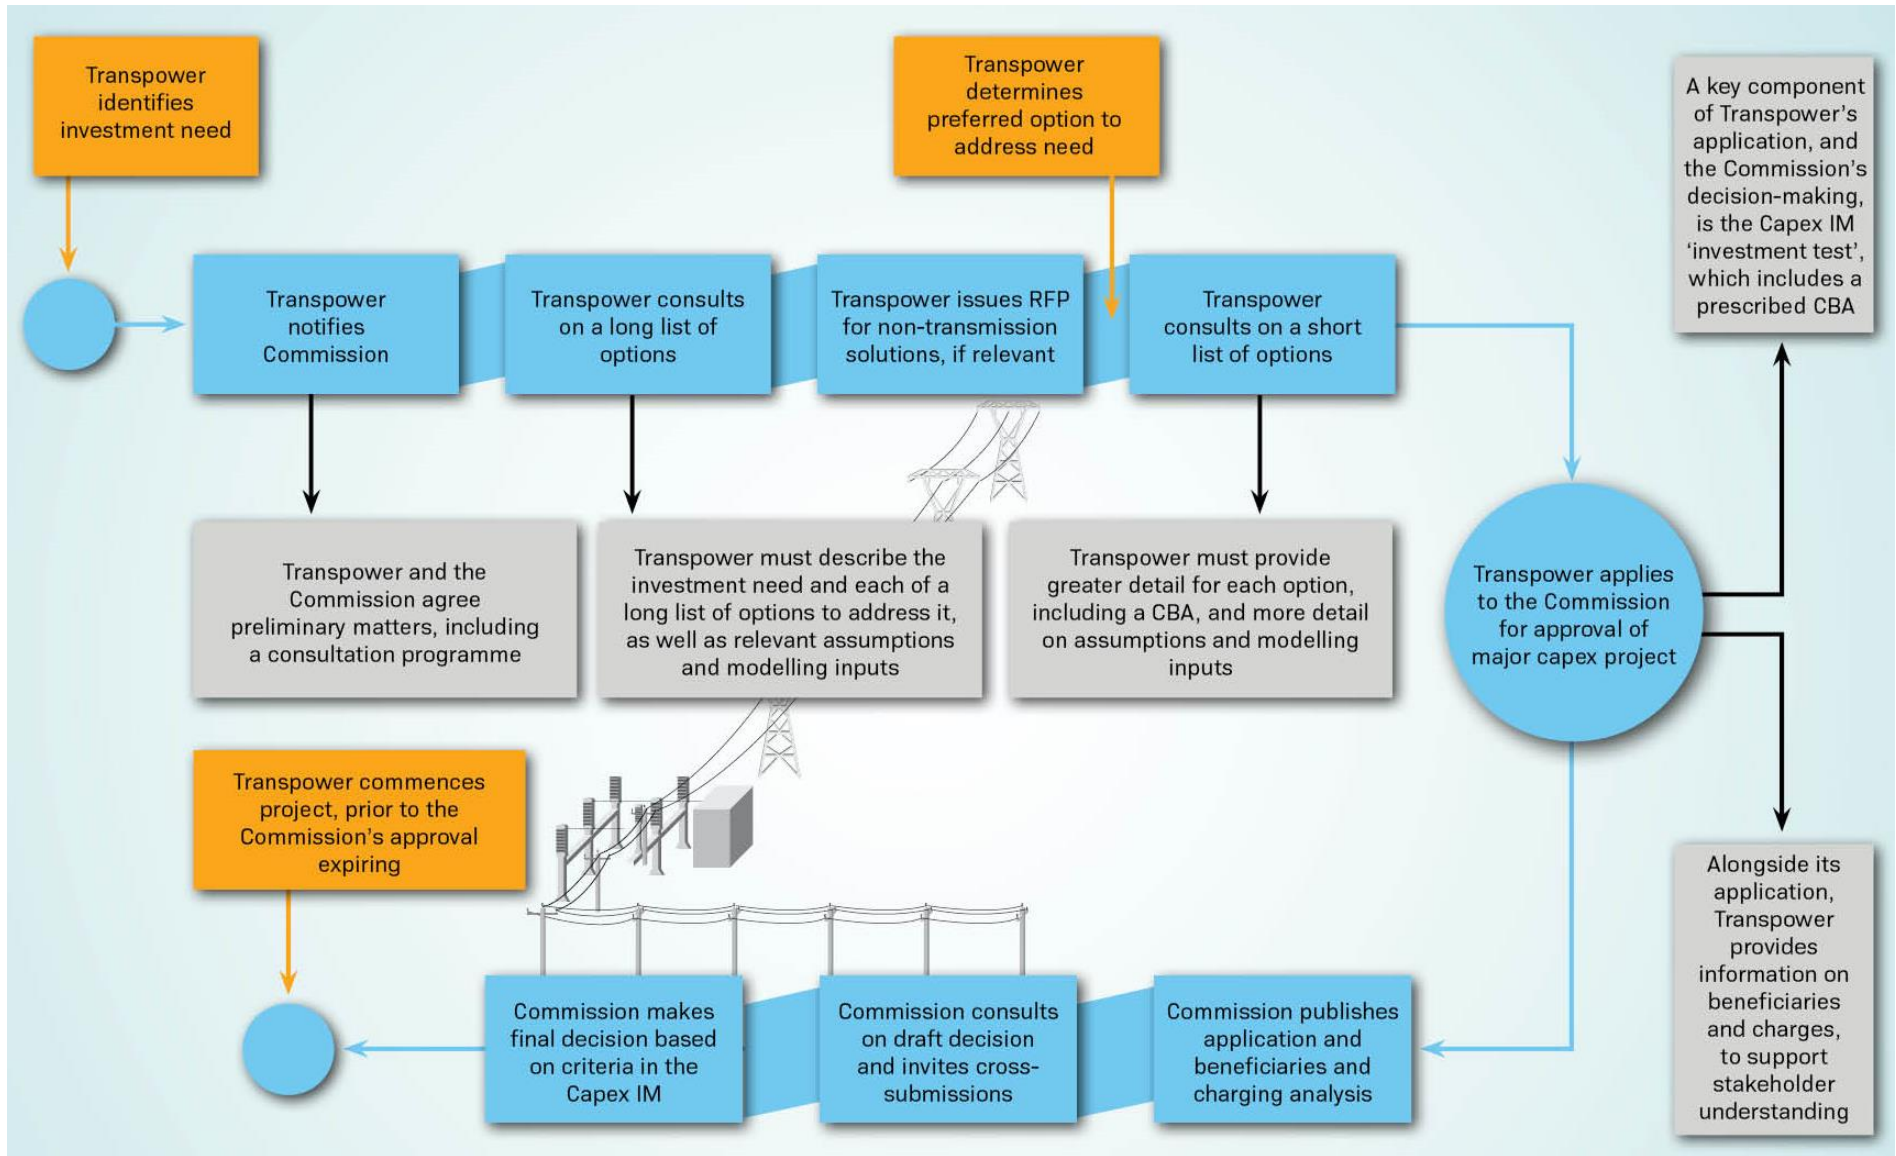 Transpower
identifies
investment need
Transpower
determines
preferred option to
address need
A key component
of Transpower's
application, and
the Commission's
decision-making,
is the Capex IM
‘investment test’,
which includes a
prescribed CBA
Transpower
notifies
Commission
Transpower consults
on a long list of
options
Transpower issues RFP
for non-transmission
solutions, if relevant
Transpower
consults on a short
list of options
Transpower and the
Commission agree
preliminary matters, including
a consultation programme
Transpower must describe the
investment need and each of a
long list of options to address it,
as well as relevant assumptions
and modelling inputs
Transpower must provide
greater detail for each option,
including a CBA, and more detail
on assumptions and modelling
inputs
Transpower applies
to the Commission
for approval of
major capex project
Alongside its
application,
Transpower
provides
information on
beneficiaries
and charges,
to support
stakeholder
understanding
Commission publishes
application and
beneficiaries and
charging analysis
Commission consults
on draft decision
and invites cross-
submissions
Commission makes
final decision based
on criteria in the
Capex IM
Transpower commences
project, prior to the
Commission's approval
expiring